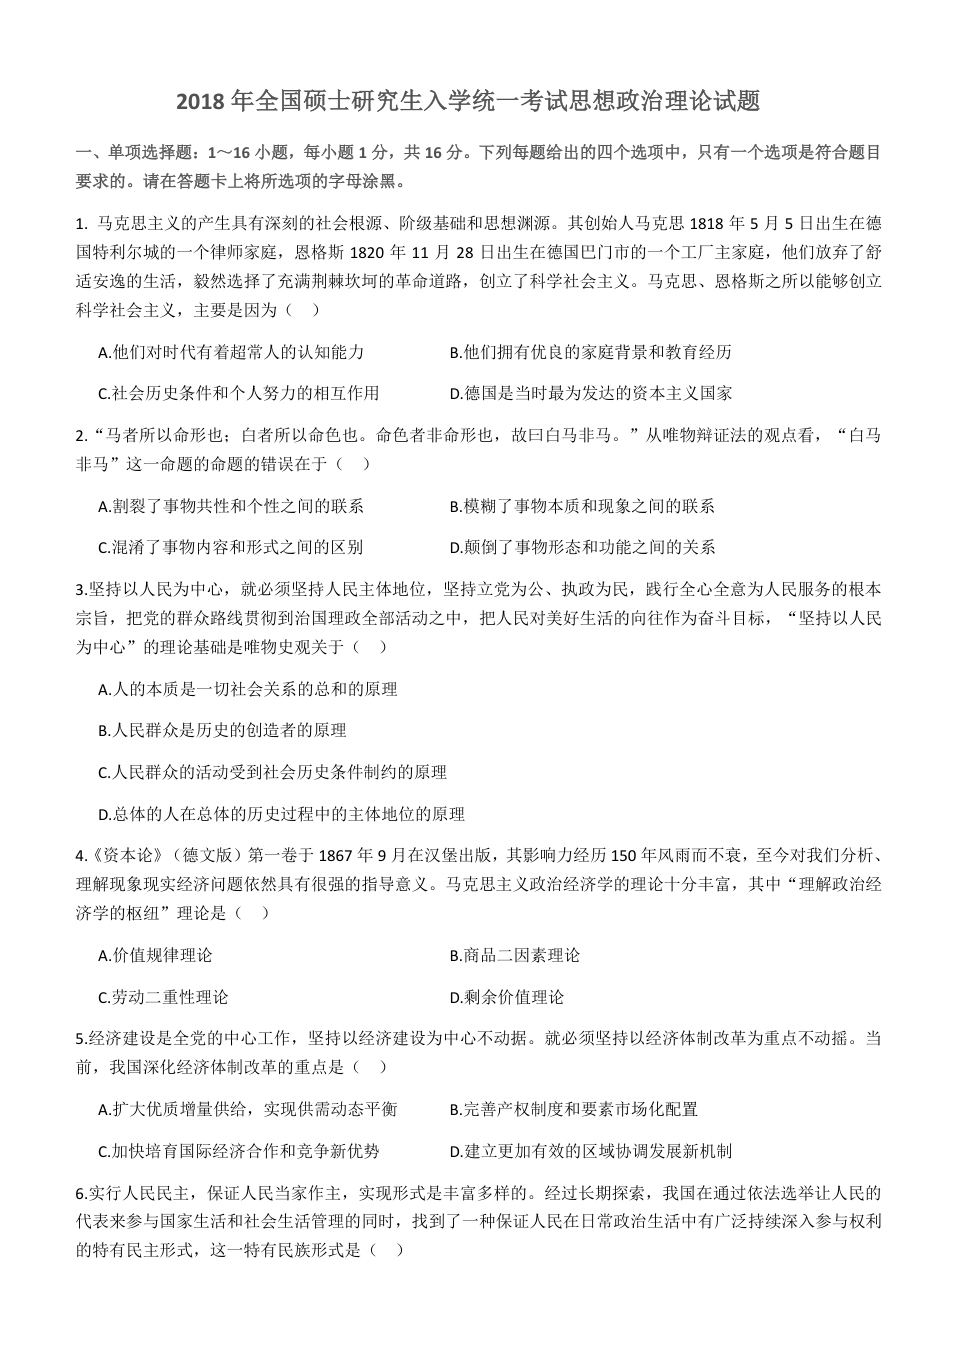 2018 年全国硕士研究生入学统一考试思想政治理论试题
一、单项选择题：1～16 小题，每小题 1 分，共 16 分。下列每题给出的四个选项中，只有一个选项是符合题目
要求的。请在答题卡上将所选项的字母涂黑。
1. 马克思主义的产生具有深刻的社会根源、阶级基础和思想渊源。其创始人马克思 1818 年 5 月 5 日出生在德
国特利尔城的一个律师家庭，恩格斯 1820 年 11 月 28 日出生在德国巴门市的一个工厂主家庭，他们放弃了舒
适安逸的生活，毅然选择了充满荆棘坎坷的革命道路，创立了科学社会主义。马克思、恩格斯之所以能够创立
科学社会主义，主要是因为（ ）
A.他们对时代有着超常人的认知能力 B.他们拥有优良的家庭背景和教育经历
C.社会历史条件和个人努力的相互作用 D.德国是当时最为发达的资本主义国家
2.“马者所以命形也；白者所以命色也。命色者非命形也，故曰白马非马。”从唯物辩证法的观点看，“白马
非马”这一命题的命题的错误在于（ ）
A.割裂了事物共性和个性之间的联系 B.模糊了事物本质和现象之间的联系
C.混淆了事物内容和形式之间的区别 D.颠倒了事物形态和功能之间的关系
3.坚持以人民为中心，就必须坚持人民主体地位，坚持立党为公、执政为民，践行全心全意为人民服务的根本
宗旨，把党的群众路线贯彻到治国理政全部活动之中，把人民对美好生活的向往作为奋斗目标，“坚持以人民
为中心”的理论基础是唯物史观关于（ ）
A.人的本质是一切社会关系的总和的原理
B.人民群众是历史的创造者的原理
C.人民群众的活动受到社会历史条件制约的原理
D.总体的人在总体的历史过程中的主体地位的原理
4.《资本论》（德文版）第一卷于 1867 年 9 月在汉堡出版，其影响力经历 150 年风雨而不衰，至今对我们分析、
理解现象现实经济问题依然具有很强的指导意义。马克思主义政治经济学的理论十分丰富，其中“理解政治经
济学的枢纽”理论是（ ）
A.价值规律理论 B.商品二因素理论
C.劳动二重性理论 D.剩余价值理论
5.经济建设是全党的中心工作，坚持以经济建设为中心不动据。就必须坚持以经济体制改革为重点不动摇。当
前，我国深化经济体制改革的重点是（ ）
A.扩大优质增量供给，实现供需动态平衡 B.完善产权制度和要素市场化配置
C.加快培育国际经济合作和竞争新优势 D.建立更加有效的区域协调发展新机制
6.实行人民民主，保证人民当家作主，实现形式是丰富多样的。经过长期探索，我国在通过依法选举让人民的
代表来参与国家生活和社会生活管理的同时，找到了一种保证人民在日常政治生活中有广泛持续深入参与权利
的特有民主形式，这一特有民族形式是（ ）